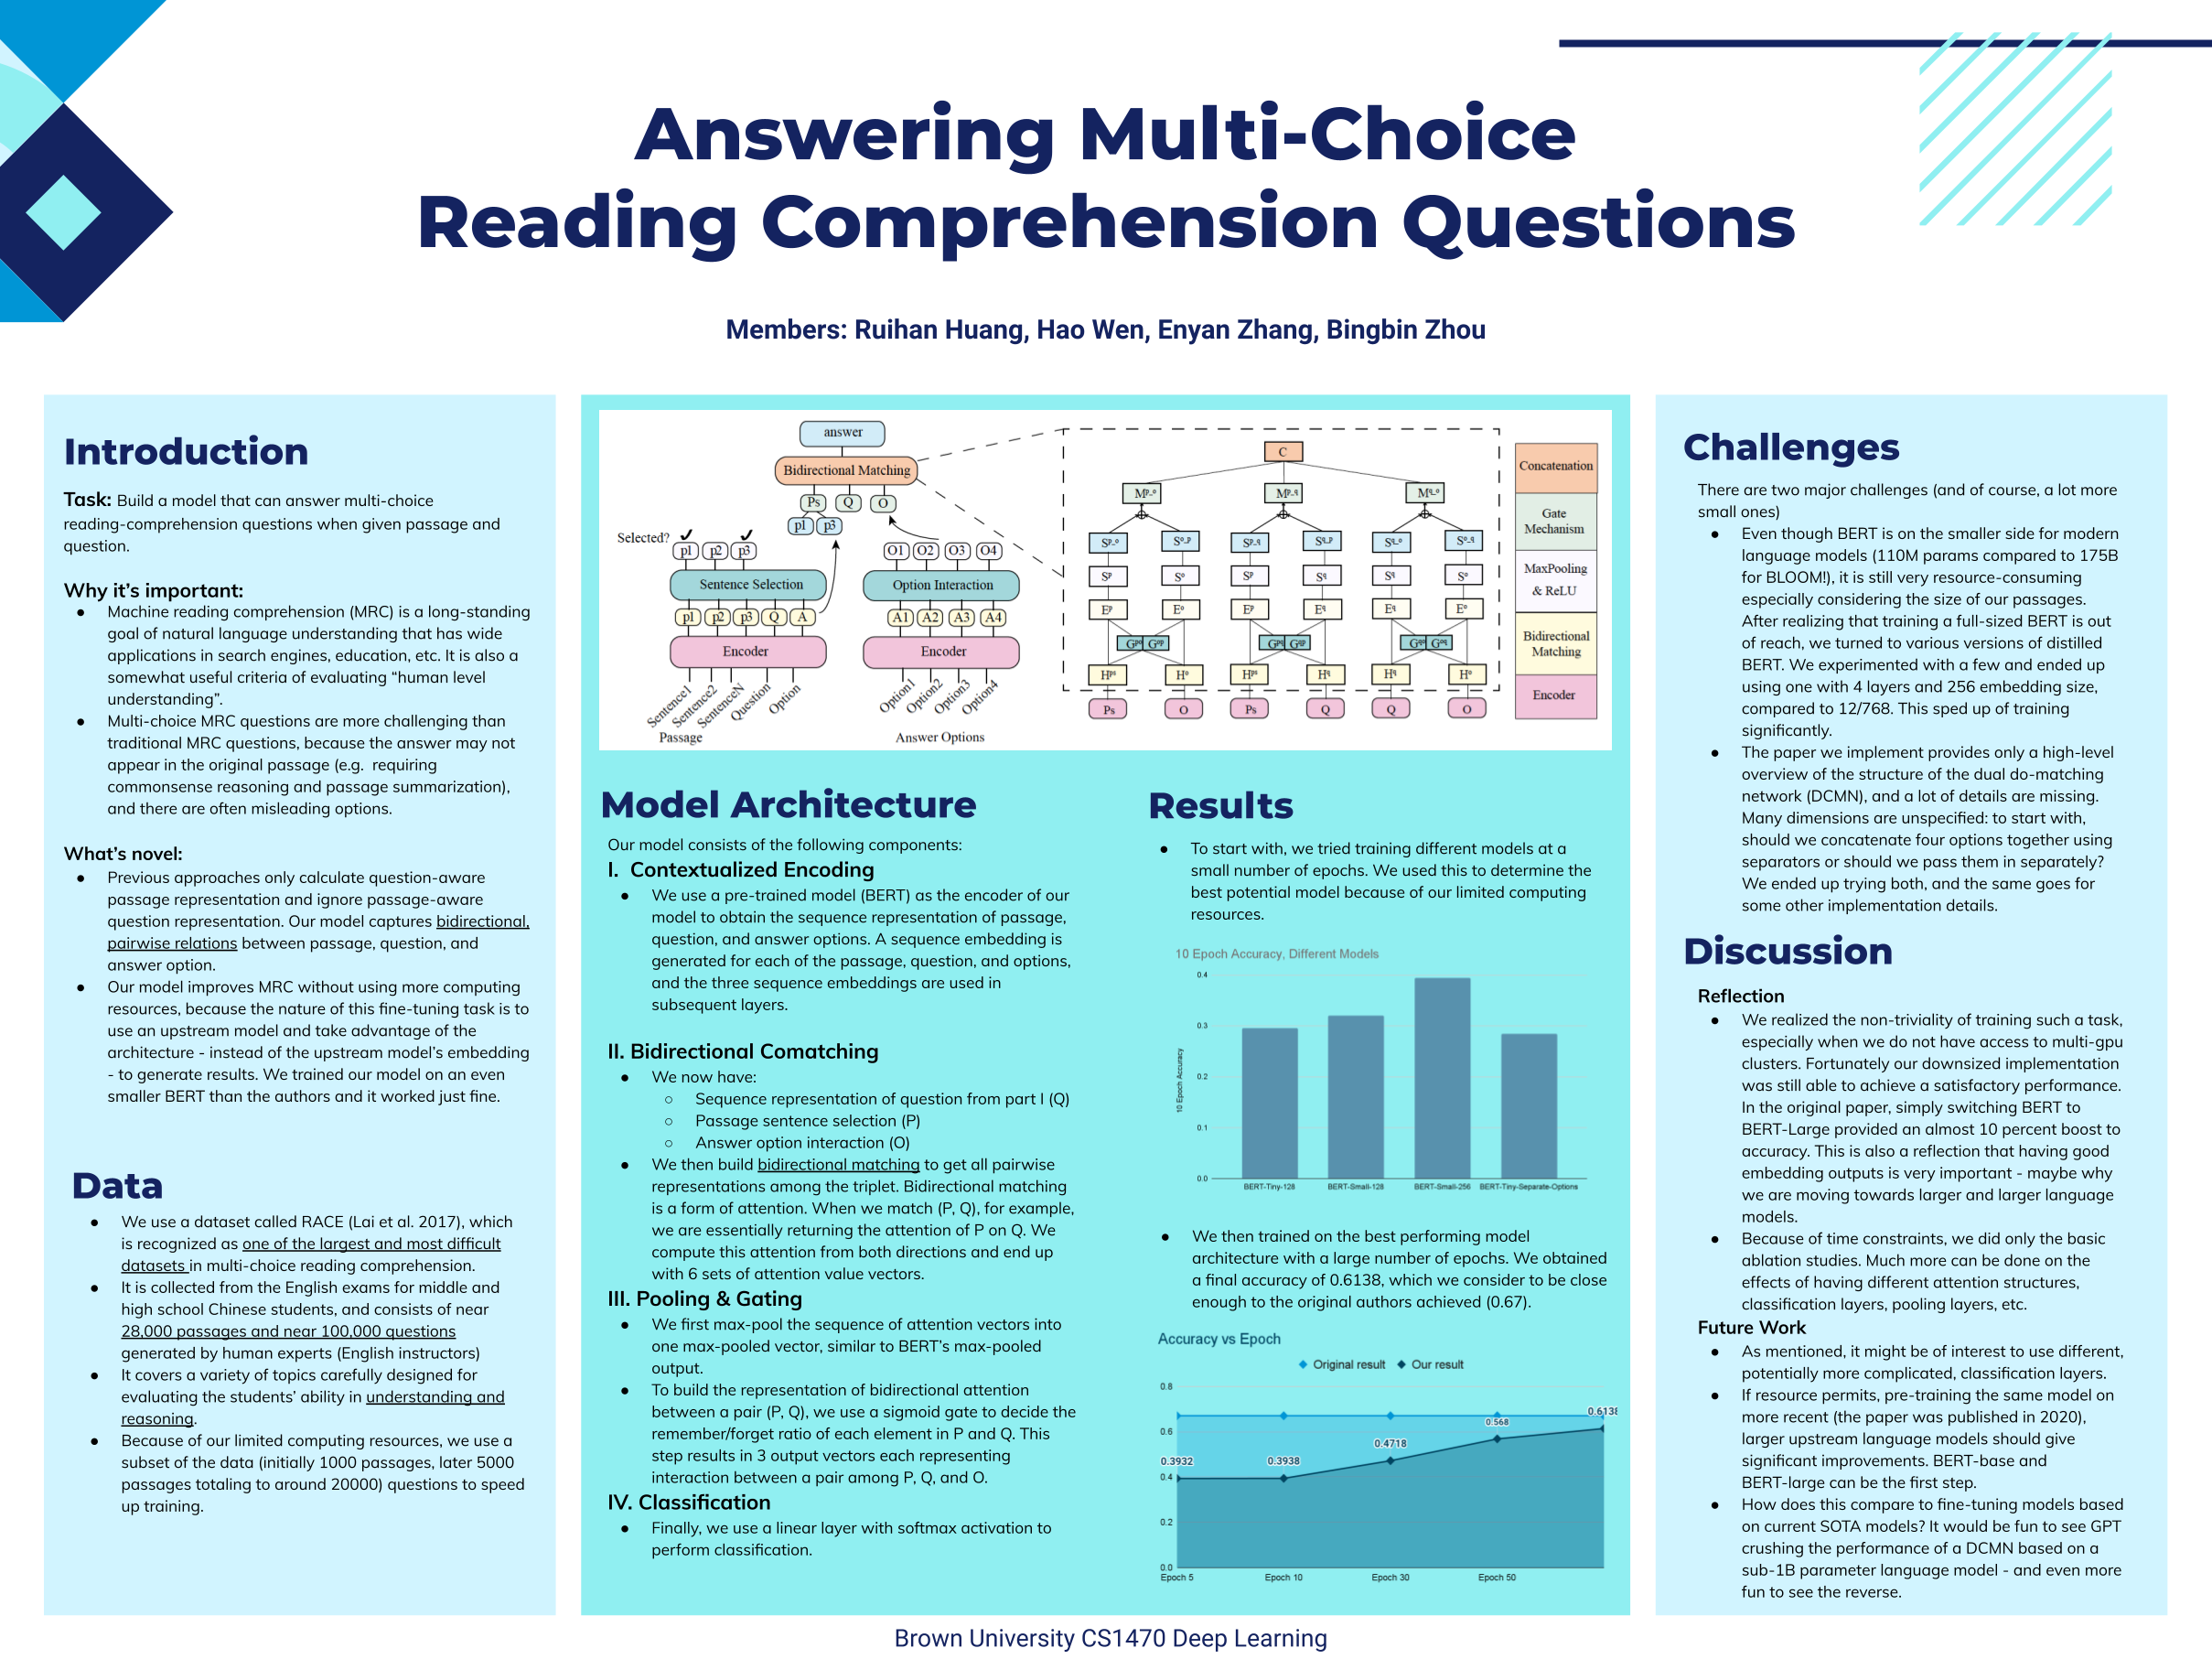 Answering Multi-Choice
Reading Comprehension Questions
Members: Ruihan Huang, Hao Wen, Enyan Zhang, Bingbin Zhou
Introduction
Task: Build a model that can answer multi-choice
reading-comprehension questions when given passage and
question.
Why it's important:
● Machine reading comprehension (MRC) is a long-standing
goal of natural language understanding that has wide
applications in search engines, education, etc. It is also a
somewhat useful criteria of evaluating “human level
understanding”.
● Multi-choice MRC questions are more challenging than
traditional MRC questions, because the answer may not
appear in the original passage (e.g. requiring
commonsense reasoning and passage summarization),
and there are often misleading options.
What's novel:
● Previous approaches only calculate question-aware
passage representation and ignore passage-aware
question representation. Our model captures bidirectional,
pairwise relations between passage, question, and
answer option.
● Our model improves MRC without using more computing
resources, because the nature of this fine-tuning task is to
use an upstream model and take advantage of the
architecture - instead of the upstream model's embedding
- to generate results. We trained our model on an even
smaller BERT than the authors and it worked just fine.
Data
● We use a dataset called RACE (Lai et al. 2017), which
is recognized as one of the largest and most difficult
datasets in multi-choice reading comprehension.
● It is collected from the English exams for middle and
high school Chinese students, and consists of near
28,000 passages and near 100,000 questions
generated by human experts (English instructors)
● It covers a variety of topics carefully designed for
evaluating the students' ability in understanding and
reasoning.
● Because of our limited computing resources, we use a
subset of the data (initially 1000 passages, later 5000
passages totaling to around 20000) questions to speed
up training.
answer
Bidirectional Matching
Ps Q O
p1 p3
Selected? ✓ ✓
p1 p2 p3 O1 O2 O3 O4
Sentence Selection Option Interaction
p1 p2 p3 Q A A1 A2 A3 A4
Encoder Encoder
Sentence1 Sentence2 SentenceN Question Option Option1 Option2 Option3 Option4
Passage Answer Options
C
Mp_o Mp_q Mq_o
Sp_o So_p Sp_q Sq_p Sq_o So_q
Sp So Sp Sq Sq So
Ep Eo Ep Eq Eq Eo
Gpo Gop Gpq Gqp Gqo Goq
Hps Ho Hps Hq Hq Ho
Ps O Ps Q Q O
Concatenation
Gate
Mechanism
MaxPooling
& ReLU
Bidirectional
Matching
Encoder
Model Architecture
Our model consists of the following components:
I. Contextualized Encoding
● We use a pre-trained model (BERT) as the encoder of our
model to obtain the sequence representation of passage,
question, and answer options. A sequence embedding is
generated for each of the passage, question, and options,
and the three sequence embeddings are used in
subsequent layers.
II. Bidirectional Comatching
● We now have:
○ Sequence representation of question from part I (Q)
○ Passage sentence selection (P)
○ Answer option interaction (O)
● We then build bidirectional matching to get all pairwise
representations among the triplet. Bidirectional matching
is a form of attention. When we match (P, Q), for example,
we are essentially returning the attention of P on Q. We
compute this attention from both directions and end up
with 6 sets of attention value vectors.
III. Pooling & Gating
● We first max-pool the sequence of attention vectors into
one max-pooled vector, similar to BERT's max-pooled
output.
● To build the representation of bidirectional attention
between a pair (P, Q), we use a sigmoid gate to decide the
remember/forget ratio of each element in P and Q. This
step results in 3 output vectors each representing
interaction between a pair among P, Q, and O.
IV. Classification
● Finally, we use a linear layer with softmax activation to
perform classification.
Results
● To start with, we tried training different models at a
small number of epochs. We used this to determine the
best potential model because of our limited computing
resources.
10 Epoch Accuracy, Different Models
10 Epoch Accuracy
0.4
0.3
0.2
0.1
0.0
BERT-Tiny-128 BERT-Small-128 BERT-Small-256 BERT-Tiny-Separate-Options
● We then trained on the best performing model
architecture with a large number of epochs. We obtained
a final accuracy of 0.6138, which we consider to be close
enough to the original authors achieved (0.67).
Accuracy vs Epoch
Original result Our result
0.8
0.6
0.4
0.2
0.0
0.3932 0.3938 0.4718 0.568 0.6138
Epoch 5 Epoch 10 Epoch 30 Epoch 50
Challenges
There are two major challenges (and of course, a lot more
small ones)
● Even though BERT is on the smaller side for modern
language models (110M params compared to 175B
for BLOOM!), it is still very resource-consuming
especially considering the size of our passages.
After realizing that training a full-sized BERT is out
of reach, we turned to various versions of distilled
BERT. We experimented with a few and ended up
using one with 4 layers and 256 embedding size,
compared to 12/768. This sped up of training
significantly.
● The paper we implement provides only a high-level
overview of the structure of the dual do-matching
network (DCMN), and a lot of details are missing.
Many dimensions are unspecified: to start with,
should we concatenate four options together using
separators or should we pass them in separately?
We ended up trying both, and the same goes for
some other implementation details.
Discussion
Reflection
● We realized the non-triviality of training such a task,
especially when we do not have access to multi-gpu
clusters. Fortunately our downsized implementation
was still able to achieve a satisfactory performance.
In the original paper, simply switching BERT to
BERT-Large provided an almost 10 percent boost to
accuracy. This is also a reflection that having good
embedding outputs is very important - maybe why
we are moving towards larger and larger language
models.
● Because of time constraints, we did only the basic
ablation studies. Much more can be done on the
effects of having different attention structures,
classification layers, pooling layers, etc.
Future Work
● As mentioned, it might be of interest to use different,
potentially more complicated, classification layers.
● If resource permits, pre-training the same model on
more recent (the paper was published in 2020),
larger upstream language models should give
significant improvements. BERT-base and
BERT-large can be the first step.
● How does this compare to fine-tuning models based
on current SOTA models? It would be fun to see GPT
crushing the performance of a DCMN based on a
sub-1B parameter language model - and even more
fun to see the reverse.
Brown University CS1470 Deep Learning